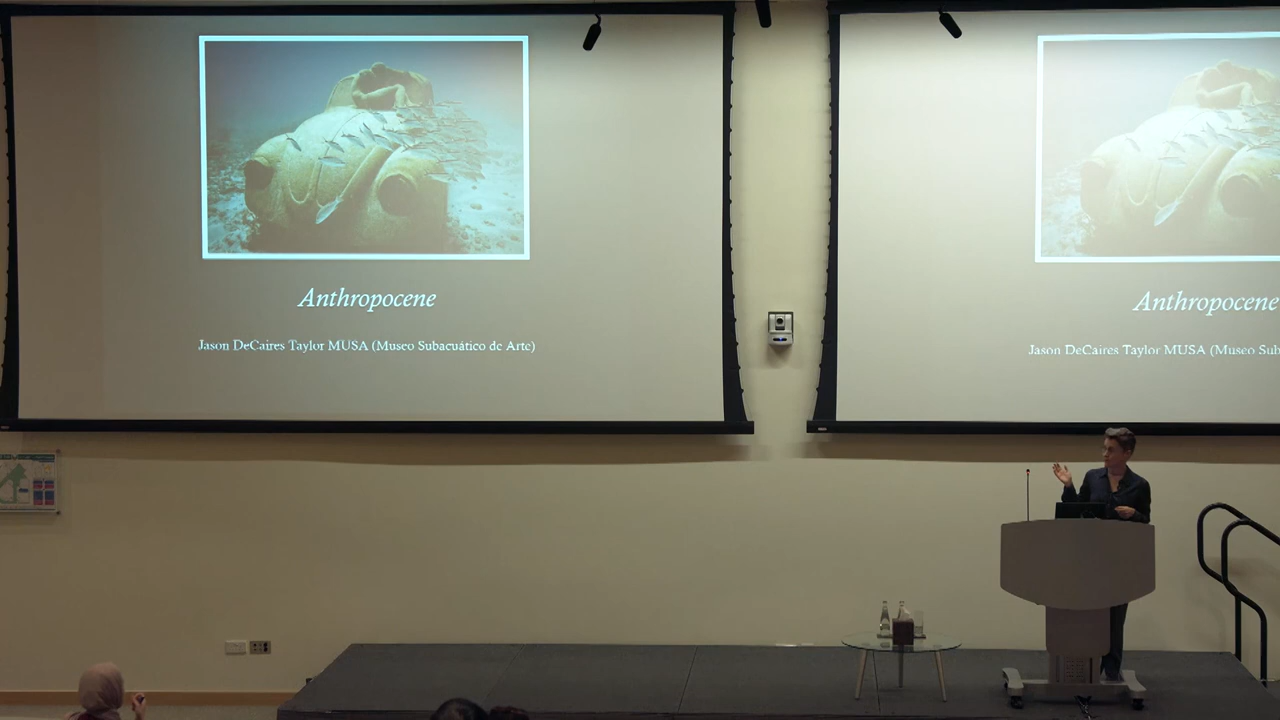 Anthropocene
Jason DeCaires Taylor MUSA (Museo Subacuático de Arte)
Anthropocene
Jason DeCaires Taylor MUSA (Museo Sub